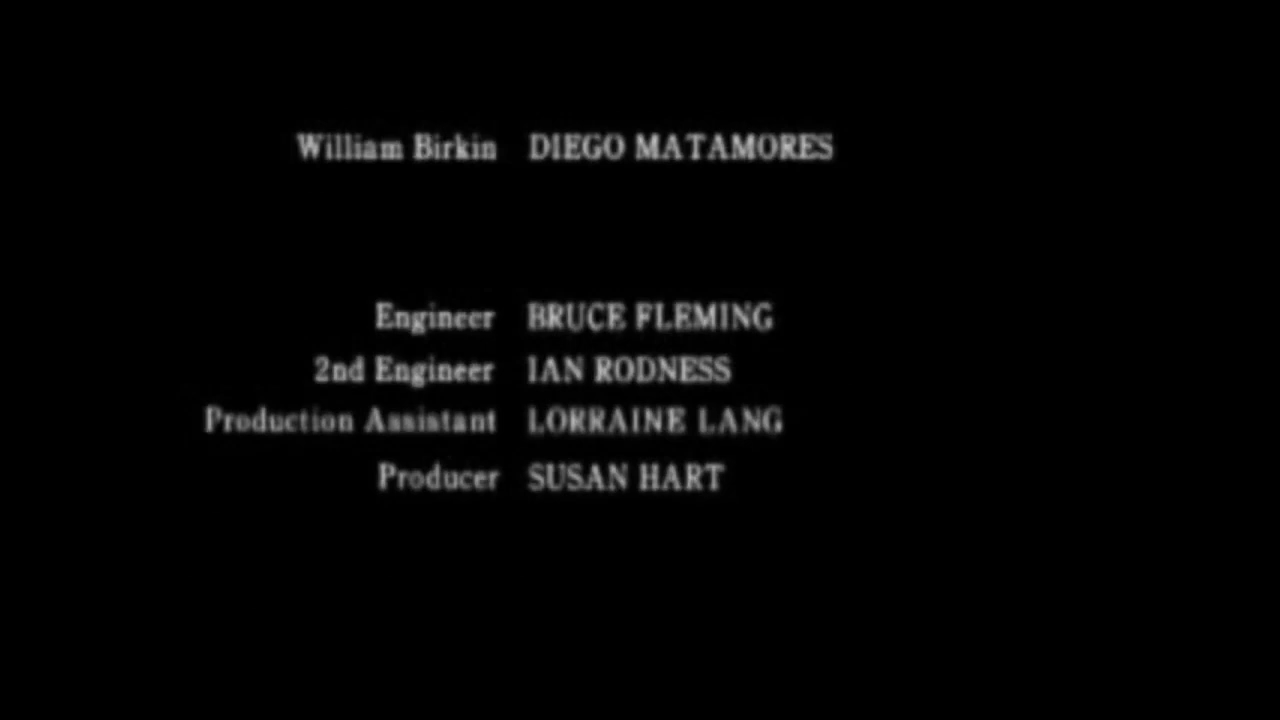 William Birkin DIEGO MATAMORES
Engineer BRUCE FLEMING
2nd Engineer IAN RODNESS
Production Assistant LORRAINE LANG
Producer SUSAN HART